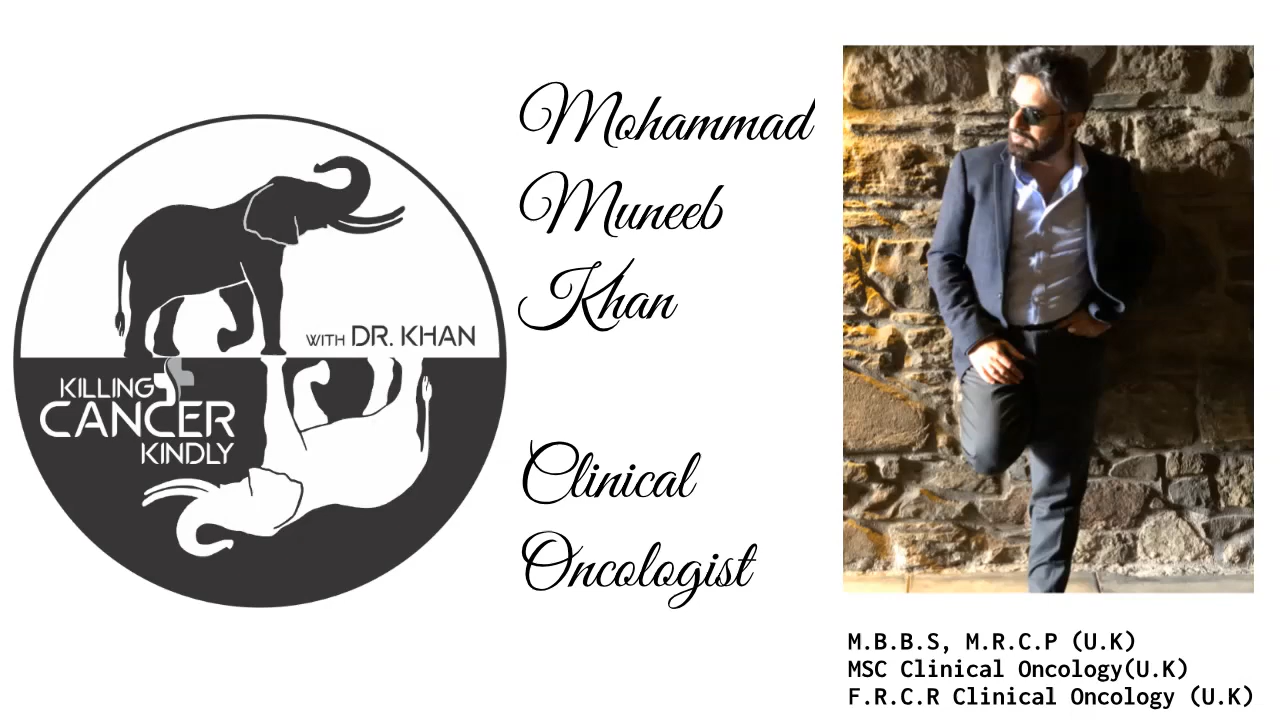 WITH DR. KHAN
KILLING
CANCER
KINDLY
Mohammad
Muneeb
Khan
Clinical
Oncologist
M.B.B.S, M.R.C.P (U.K)
MSC Clinical Oncology(U.K)
F.R.C.R Clinical Oncology (U.K)